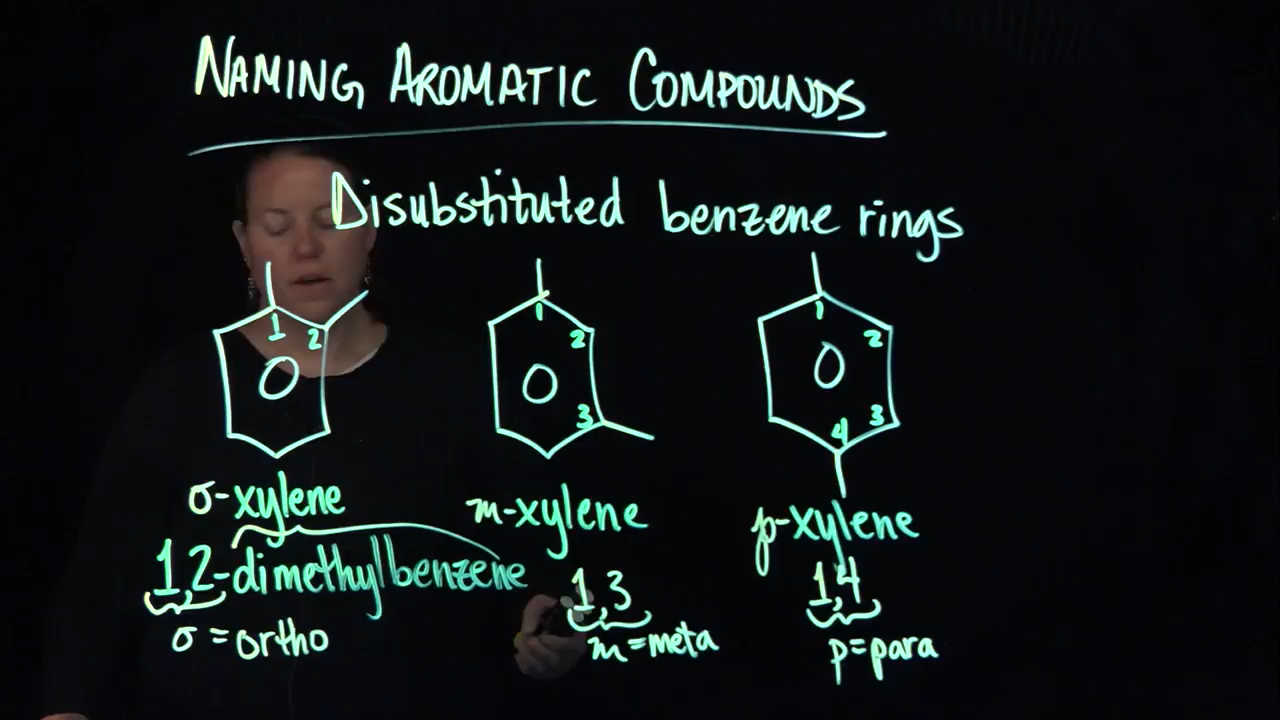 NAMING AROMATIC COMPOUNDS
Disubstituted benzene rings
1 2
1 2 3
1 2 3 4
o-xylene
m-xylene
p-xylene
1,2-dimethylbenzene
1,3
1,4
o=ortho
m=meta
p=para